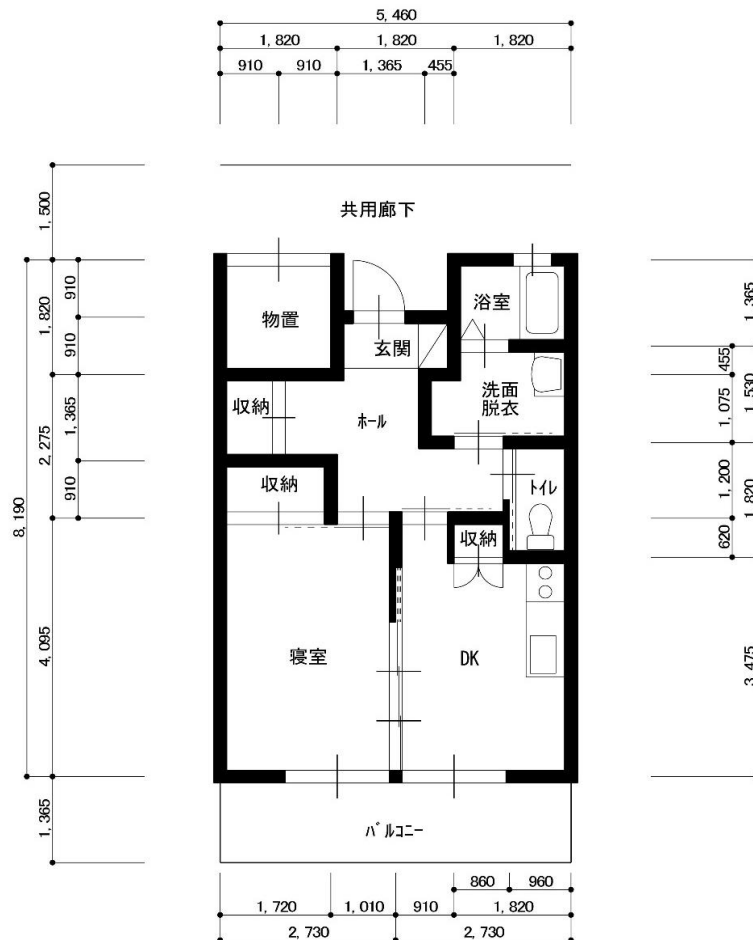 5,460
1,820
1,820
1,820
910
910
1,365
455
共用廊下
1,500
8,190
1,820
2,275
4,095
1,365
910
910
1,365
910
物置
玄関
浴室
収納
ホール
洗面
脱衣
収納
トイレ
収納
寝室
DK
バルコニー
1,365
455
1,530
1,075
1,200
1,820
620
3,475
860
960
1,720
1,010
910
1,820
2,730
2,730